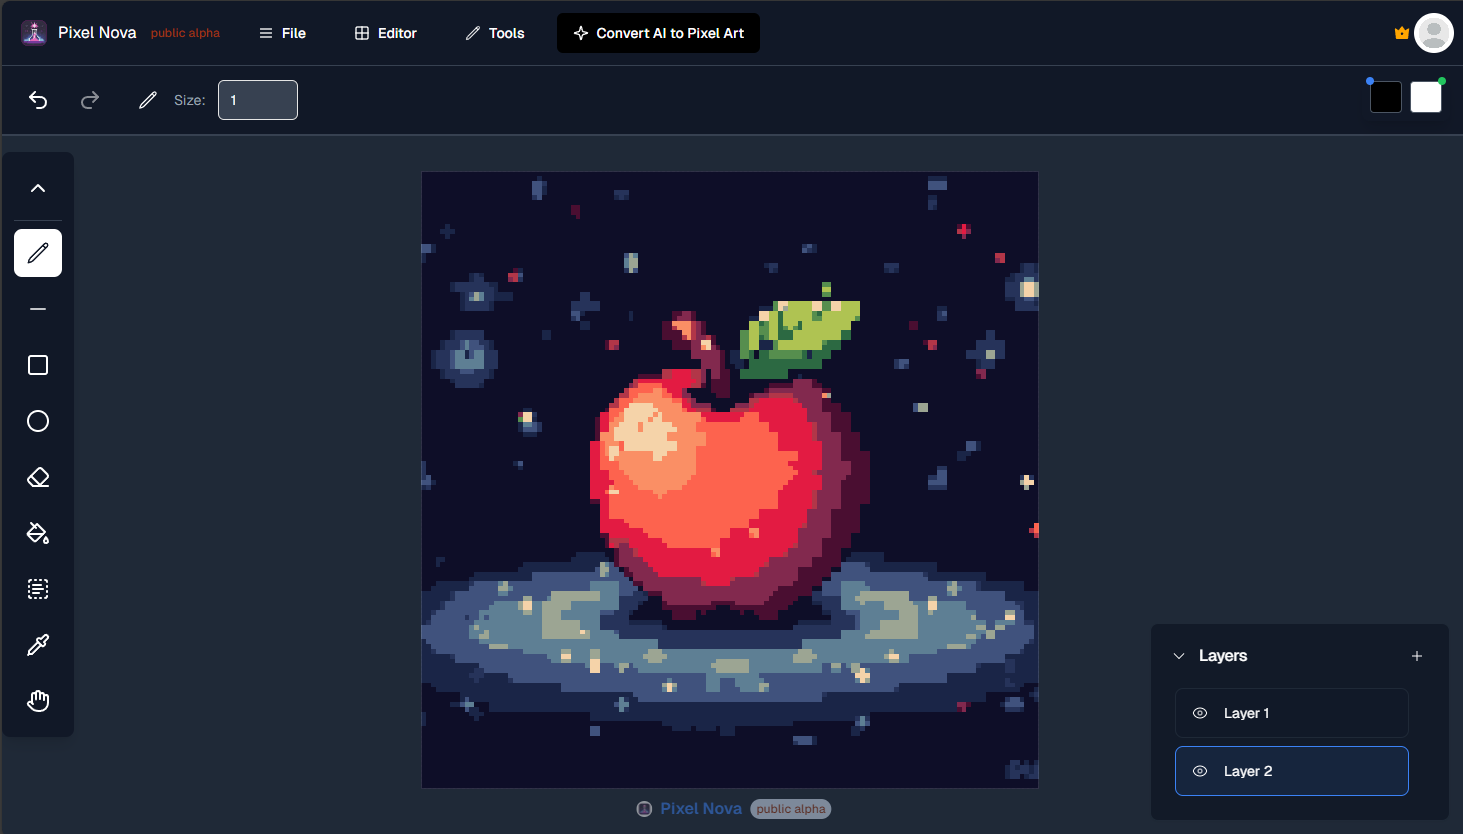 Pixel Nova public alpha File Editor Tools Convert AI to Pixel Art
Size: 1
Layers
Layer 1
Layer 2
Pixel Nova public alpha